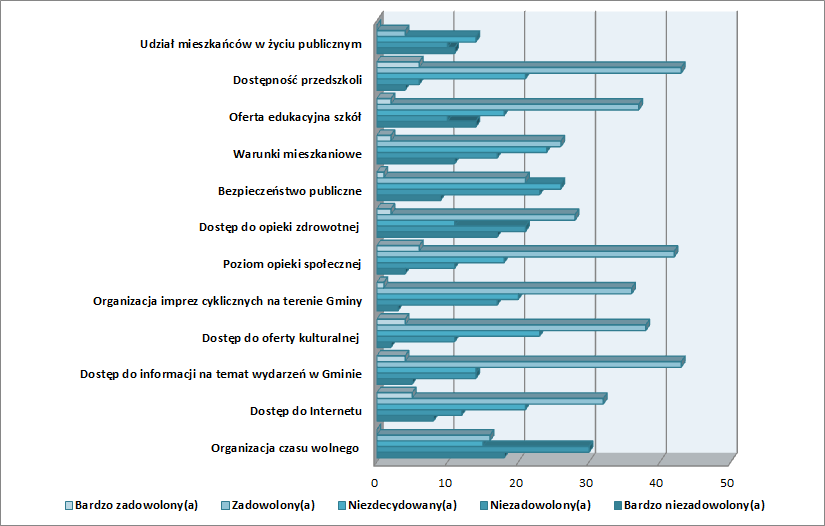 Udział mieszkańców w życiu publicznym
Dostępność przedszkoli
Oferta edukacyjna szkół
Warunki mieszkaniowe
Bezpieczeństwo publiczne
Dostęp do opieki zdrowotnej
Poziom opieki społecznej
Organizacja imprez cyklicznych na terenie Gminy
Dostęp do oferty kulturalnej
Dostęp do informacji na temat wydarzeń w Gminie
Dostęp do Internetu
Organizacja czasu wolnego
0 10 20 30 40 50
Bardzo zadowolony(a) Zadowolony(a) Niezdecydowany(a) Niezadowolony(a) Bardzo niezadowolony(a)